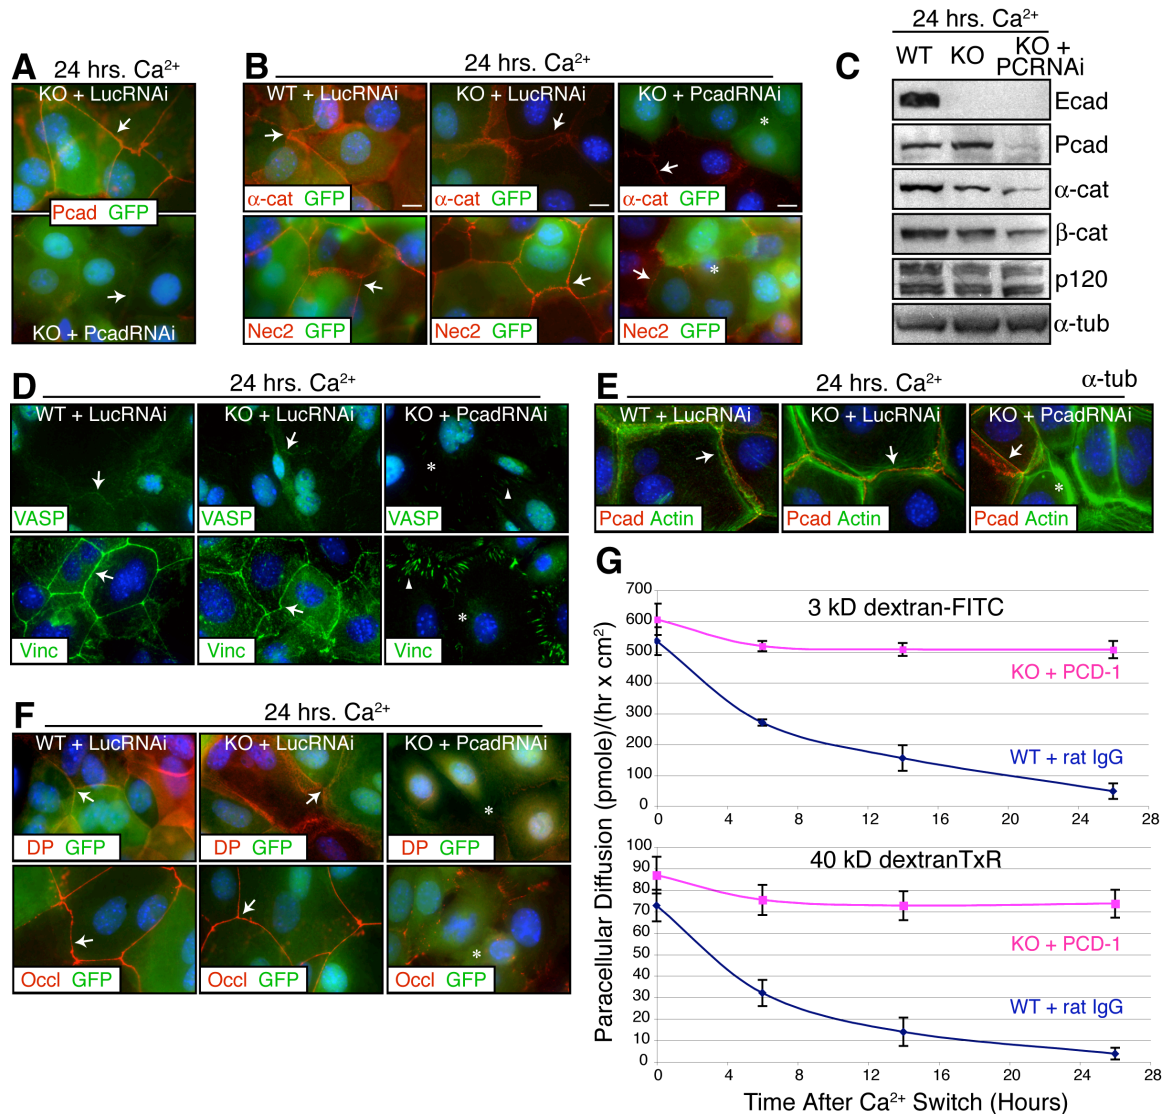 A
24 hrs. Ca²⁺
KO + LucRNAi
Pcad GFP
KO + PcadRNAi
B
24 hrs. Ca²⁺
WT + LucRNAi
KO + LucRNAi
KO + PcadRNAi
*
α-cat GFP
α-cat GFP
α-cat GFP
*
Nec2 GFP
Nec2 GFP
Nec2 GFP
C
24 hrs. Ca²⁺
WT KO KO + PCRNAi
Ecad
Pcad
α-cat
β-cat
p120
α-tub
D
24 hrs. Ca²⁺
WT + LucRNAi
KO + LucRNAi
KO + PcadRNAi
*
VASP
VASP
VASP
*
Vinc
Vinc
Vinc
E
24 hrs. Ca²⁺
α-tub
WT + LucRNAi
KO + LucRNAi
KO + PcadRNAi
*
Pcad Actin
Pcad Actin
Pcad Actin
F
24 hrs. Ca²⁺
WT + LucRNAi
KO + LucRNAi
KO + PcadRNAi
*
DP GFP
DP GFP
DP GFP
*
Occl GFP
Occl GFP
Occl GFP
G
Paracellular Diffusion (pmole)/(hr x cm²)
3 kD dextran-FITC
700
600
500
400
300
200
100
0
KO + PCD-1
WT + rat IgG
0 4 8 12 16 20 24 28
40 kD dextranTxR
100
90
80
70
60
50
40
30
20
10
0
KO + PCD-1
WT + rat IgG
0 4 8 12 16 20 24 28
Time After Ca²⁺ Switch (Hours)